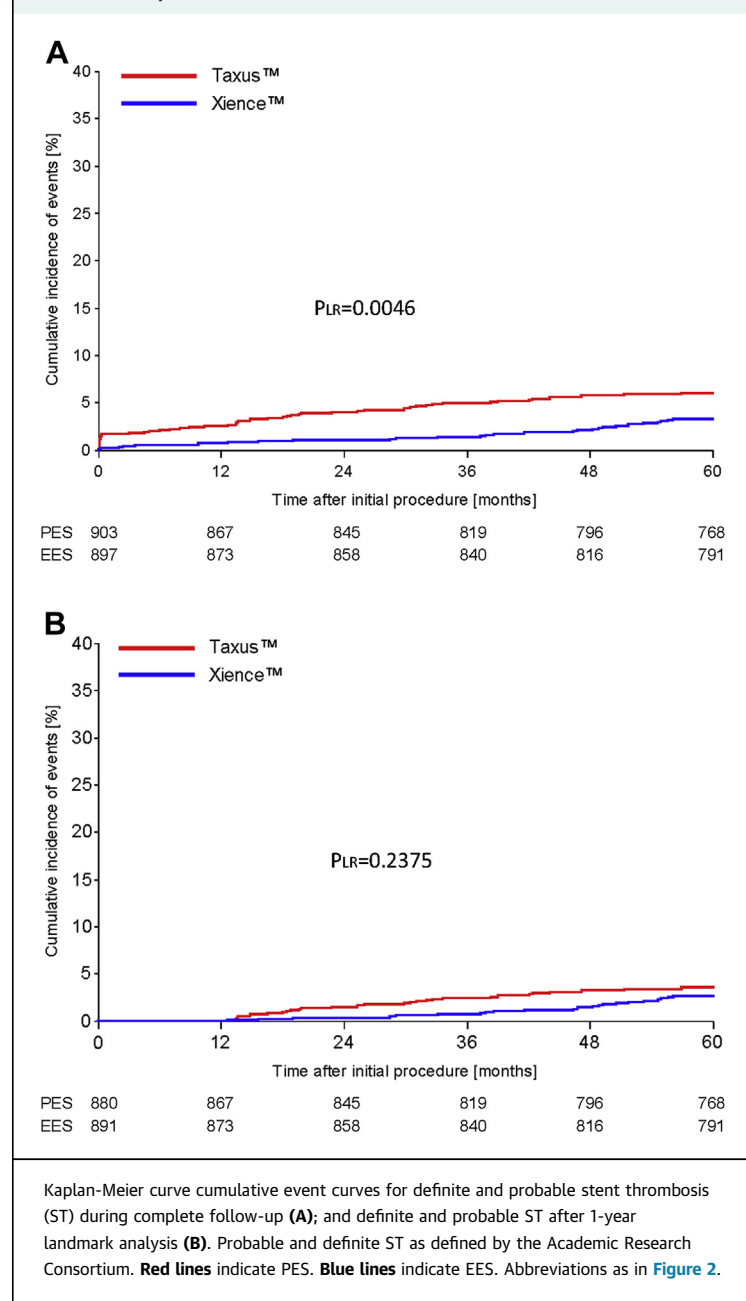 A
Taxus™
Xience™
Cumulative incidence of events [%]
40
35
30
25
20
15
10
5
0
PLR=0.0046
0 12 24 36 48 60
Time after initial procedure [months]
PES 903 867 845 819 796 768
EES 897 873 858 840 816 791
B
Taxus™
Xience™
Cumulative incidence of events [%]
40
35
30
25
20
15
10
5
0
PLR=0.2375
0 12 24 36 48 60
Time after initial procedure [months]
PES 880 867 845 819 796 768
EES 891 873 858 840 816 791
Kaplan-Meier curve cumulative event curves for definite and probable stent thrombosis
(ST) during complete follow-up (A); and definite and probable ST after 1-year
landmark analysis (B). Probable and definite ST as defined by the Academic Research
Consortium. Red lines indicate PES. Blue lines indicate EES. Abbreviations as in Figure 2.